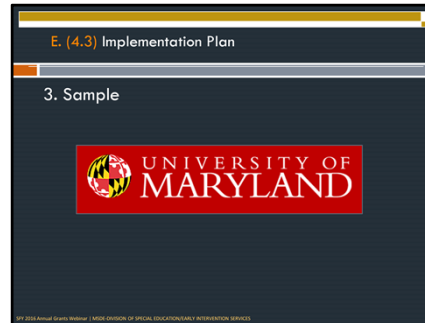 E. (4.3) Implementation Plan
3. Sample
UNIVERSITY OF
MARYLAND
SFY 2016 Annual Grants Webinar | MSDE-DIVISION OF SPECIAL EDUCATION/EARLY INTERVENTION SERVICES